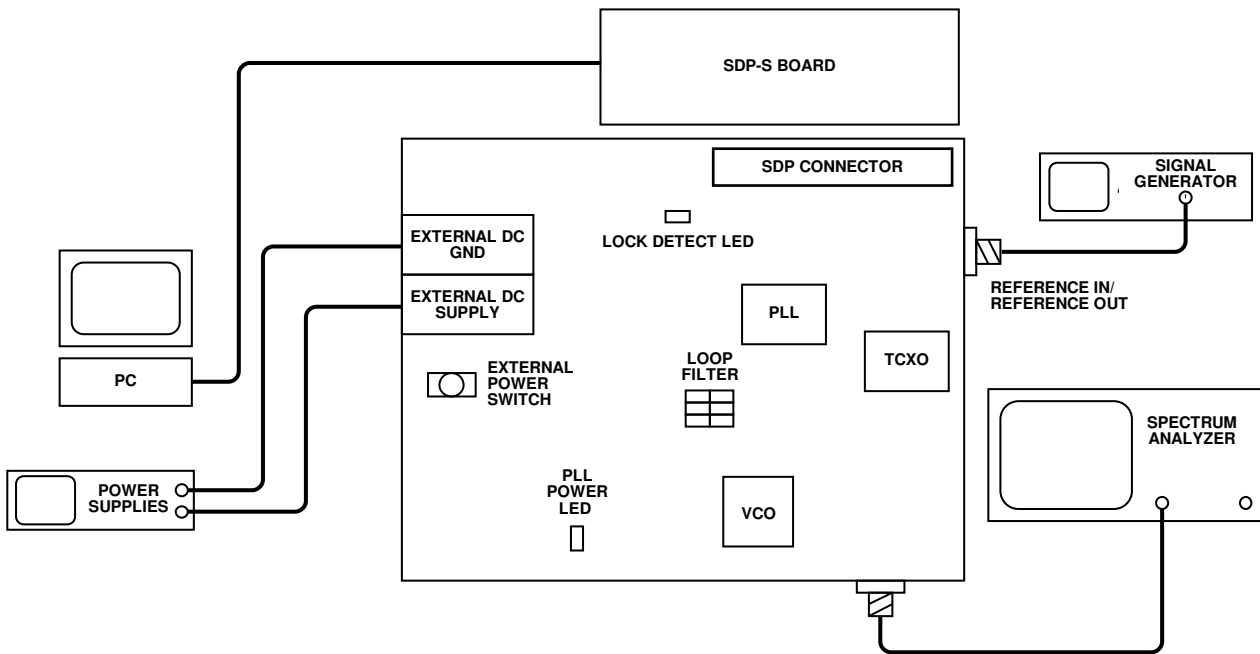 SDP-S BOARD
SDP CONNECTOR
SIGNAL
GENERATOR
EXTERNAL DC
GND
LOCK DETECT LED
EXTERNAL DC
SUPPLY
REFERENCE IN/
REFERENCE OUT
PLL
TCXO
LOOP
FILTER
PC
EXTERNAL
POWER
SWITCH
SPECTRUM
ANALYZER
POWER
SUPPLIES
PLL
POWER
LED
VCO